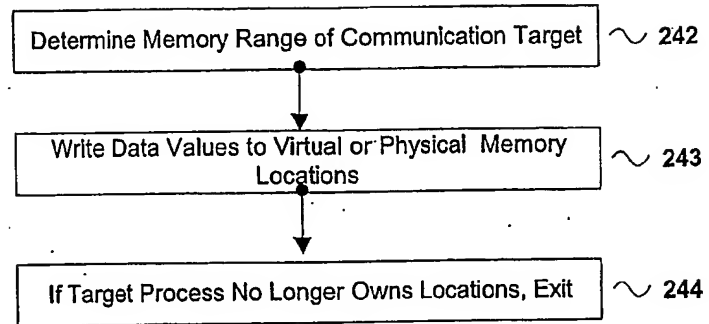 Determine Memory Range of Communication Target 242
Write Data Values to Virtual or Physical Memory
Locations
243
If Target Process No Longer Owns Locations, Exit 244